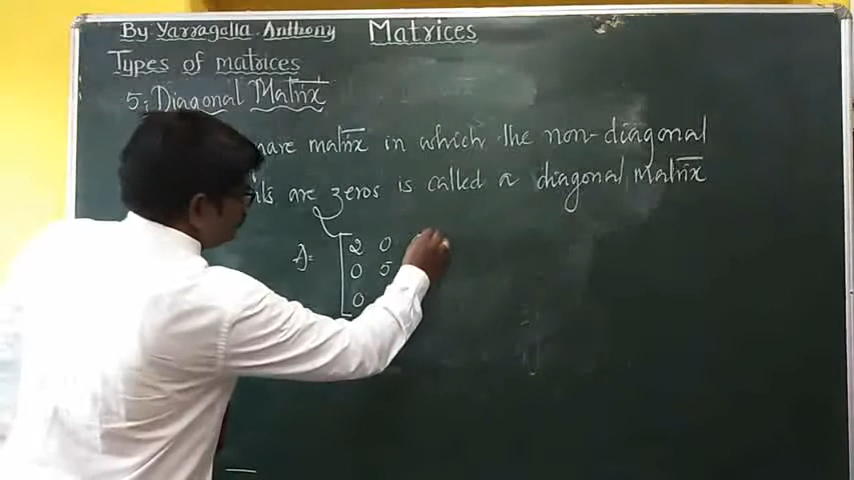 By Yarragalla Anthony Matrices
Types of matrices
5: Diagonal Matrix
matrix in which the non-diagonal
are zeros is called a diagonal matrix
A= [2 0
0 5
0